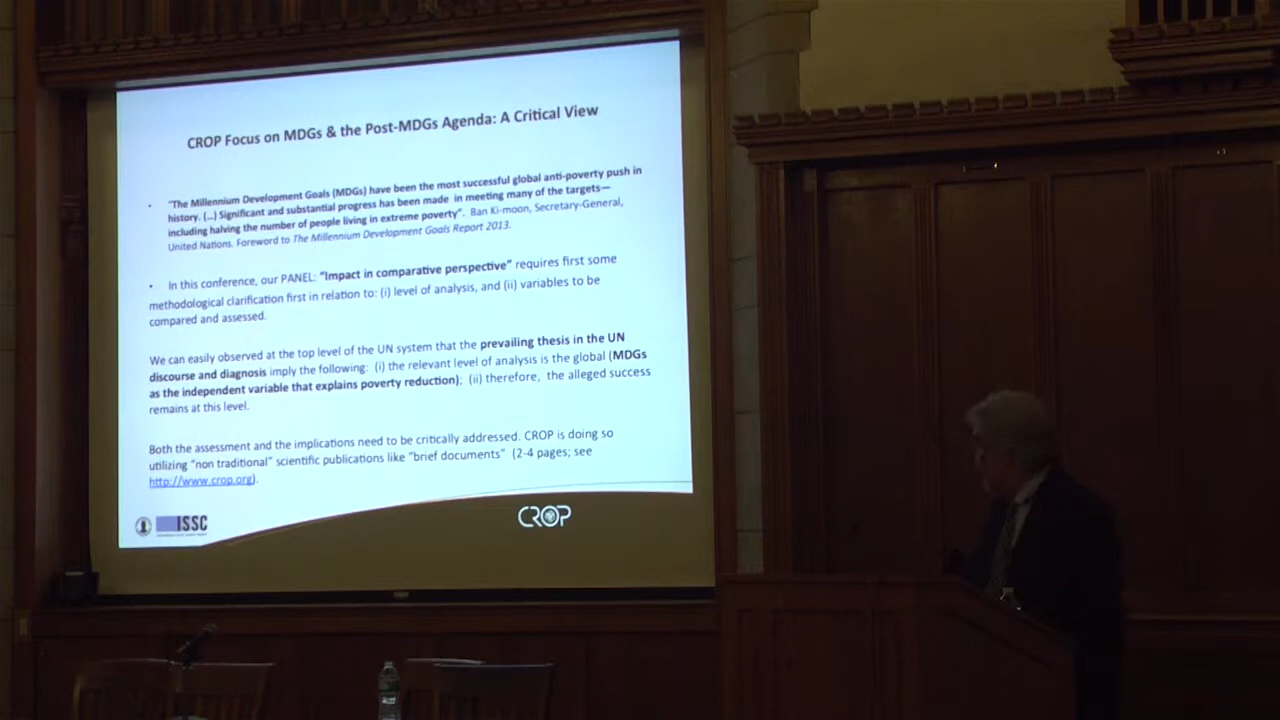 CROP Focus on MDGs & the Post-MDGs Agenda: A Critical View
• "The Millennium Development Goals (MDGs) have been the most successful global anti-poverty push in
history. (…) Significant and substantial progress has been made in meeting many of the targets—
including halving the number of people living in extreme poverty". Ban Ki-moon, Secretary-General,
United Nations. Foreword to The Millennium Development Goals Report 2013.
• In this conference, our PANEL: "Impact in comparative perspective" requires first some
methodological clarification first in relation to: (i) level of analysis, and (ii) variables to be
compared and assessed.
We can easily observed at the top level of the UN system that the prevailing thesis in the UN
discourse and diagnosis imply the following: (i) the relevant level of analysis is the global (MDGs
as the independent variable that explains poverty reduction); (ii) therefore, the alleged success
remains at this level.
Both the assessment and the implications need to be critically addressed. CROP is doing so
utilizing "non traditional" scientific publications like "brief documents" (2-4 pages; see
http://www.crop.org).
ISSC
CROP